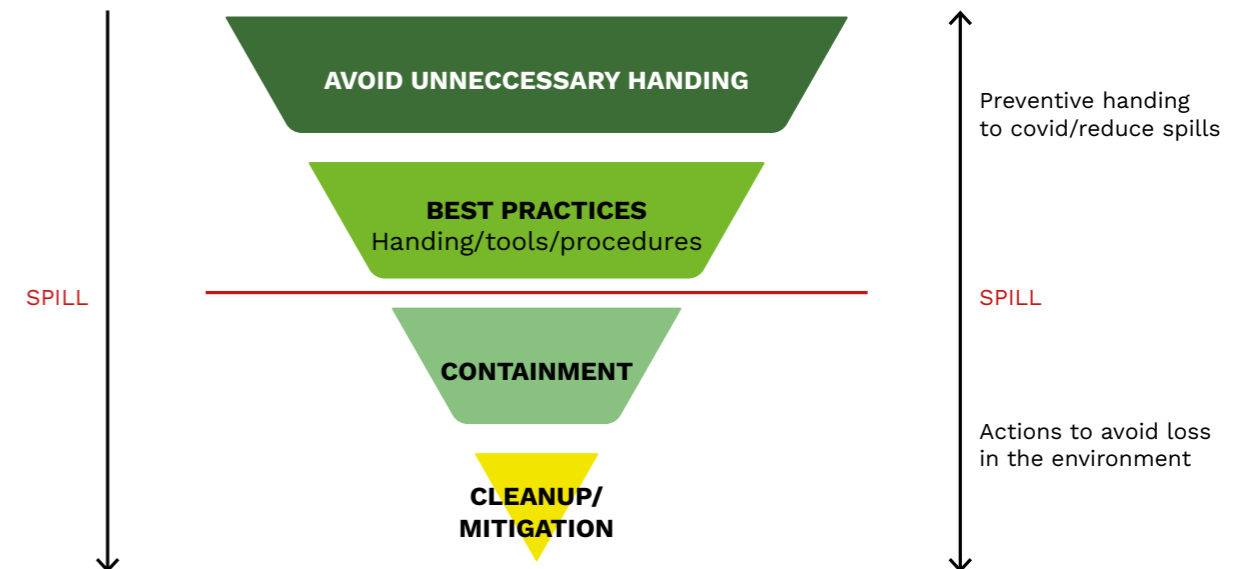 AVOID UNNECCESSARY HANDING
Preventive handing
to covid/reduce spills
BEST PRACTICES
Handing/tools/procedures
SPILL
SPILL
CONTAINMENT
Actions to avoid loss
in the environment
CLEANUP/
MITIGATION